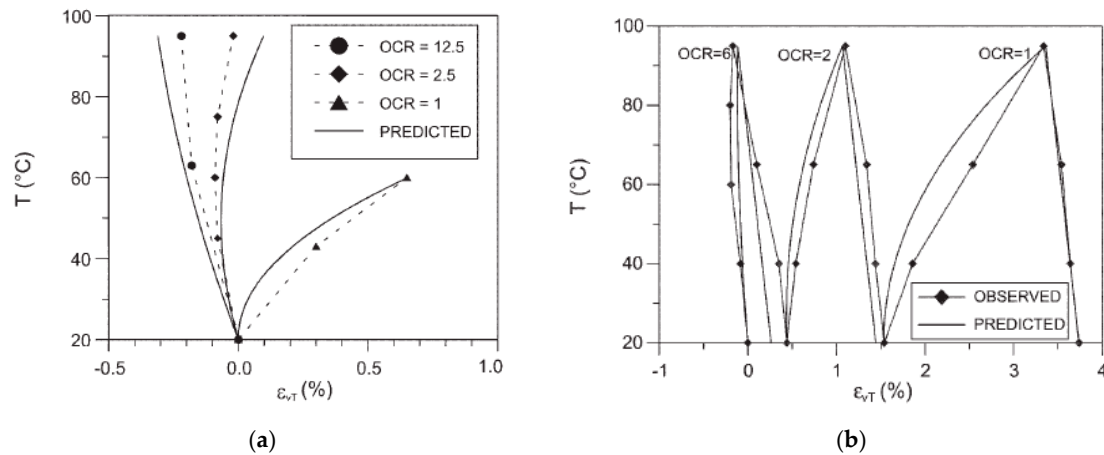 100
80
60
40
20
T (°C)
-0.5
0.0
0.5
1.0
εvT (%)
OCR = 12.5
OCR = 2.5
OCR = 1
PREDICTED
(a)
100
80
60
40
20
T (°C)
-1
0
1
2
3
4
εvT (%)
OCR=6
OCR=2
OCR=1
OBSERVED
PREDICTED
(b)